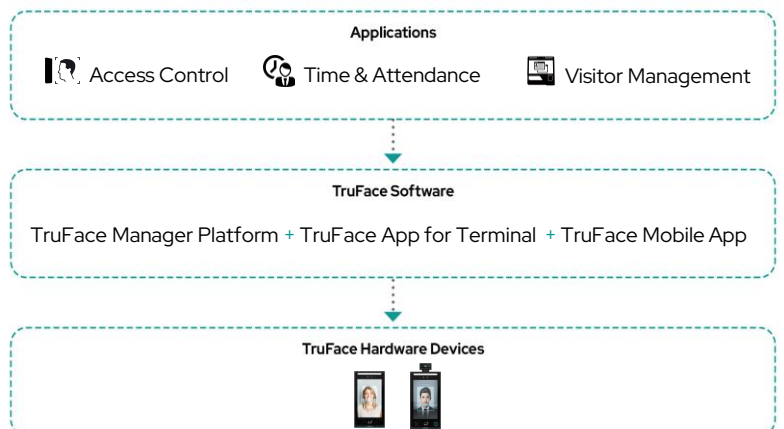 Applications
Access Control Time & Attendance Visitor Management
TruFace Software
TruFace Manager Platform + TruFace App for Terminal + TruFace Mobile App
TruFace Hardware Devices